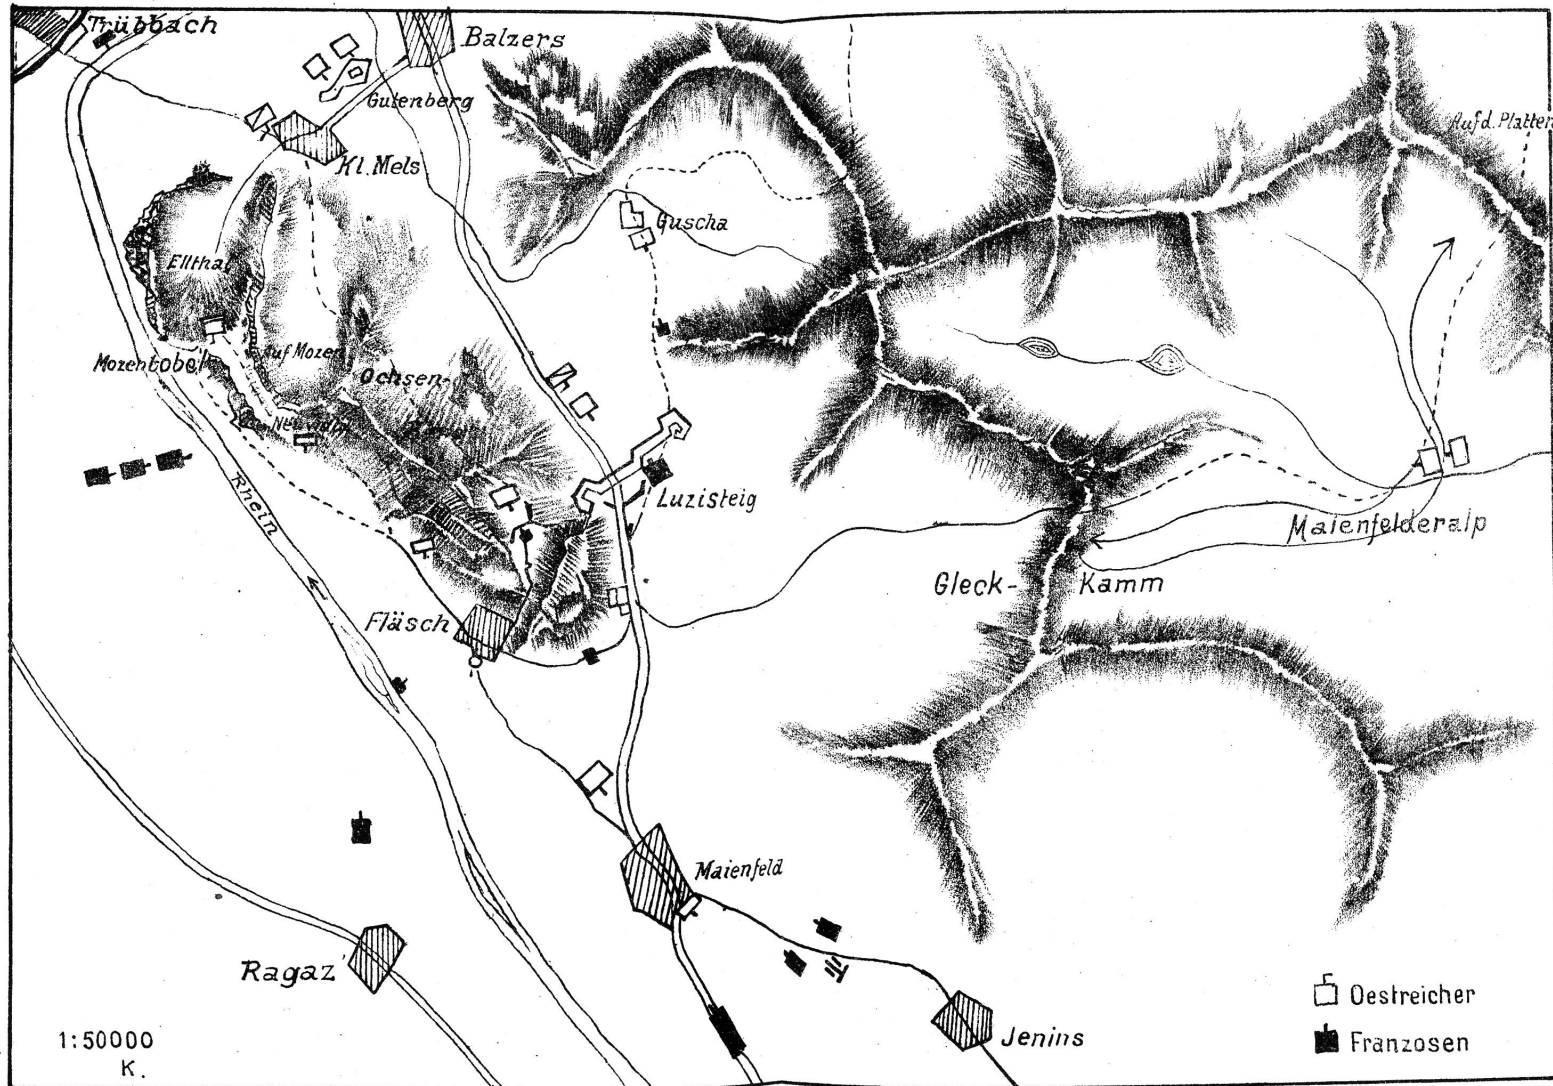 Trübbach
Balzers
Gutenberg
Kl. Mels
Auf d. Platten
Guscha
Ellthal
Mozentobel
Auf Mozen
Ochsen-
Luzisteig
Rhein
Maienfelderalp
Gleck-Kamm
Fläsch
Maienfeld
Ragaz
Jenins
Oestreicher
Franzosen
1:50000
K.